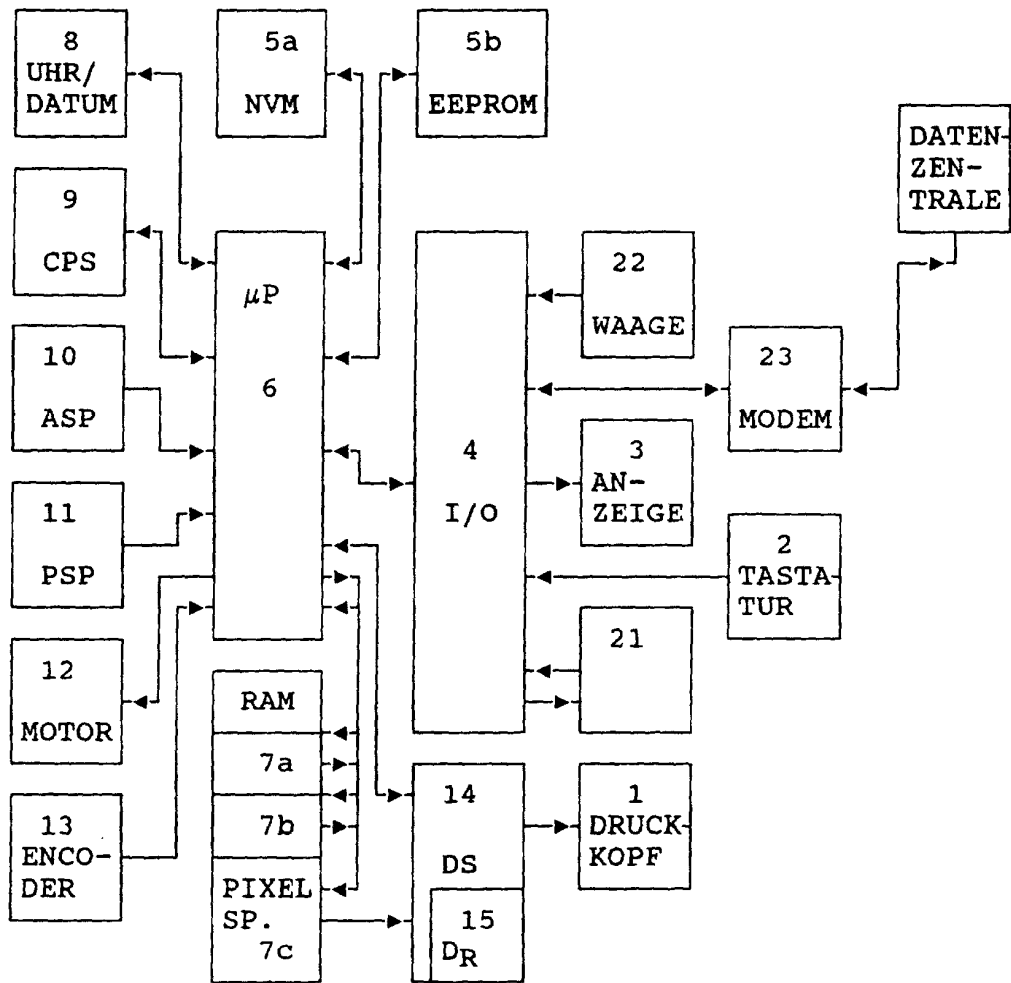 8
UHR/
DATUM
5a
NVM
5b
EEPROM
DATEN-
ZEN-
TRALE
9
CPS
μP
6
22
WAAGE
10
ASP
23
MODEM
4
I/O
3
AN-
ZEIGE
11
PSP
2
TASTA-
TUR
12
MOTOR
21
RAM
7a
7b
PIXEL
SP.
7c
13
ENCO-
DER
14
DS
15
DR
1
DRUCK-
KOPF